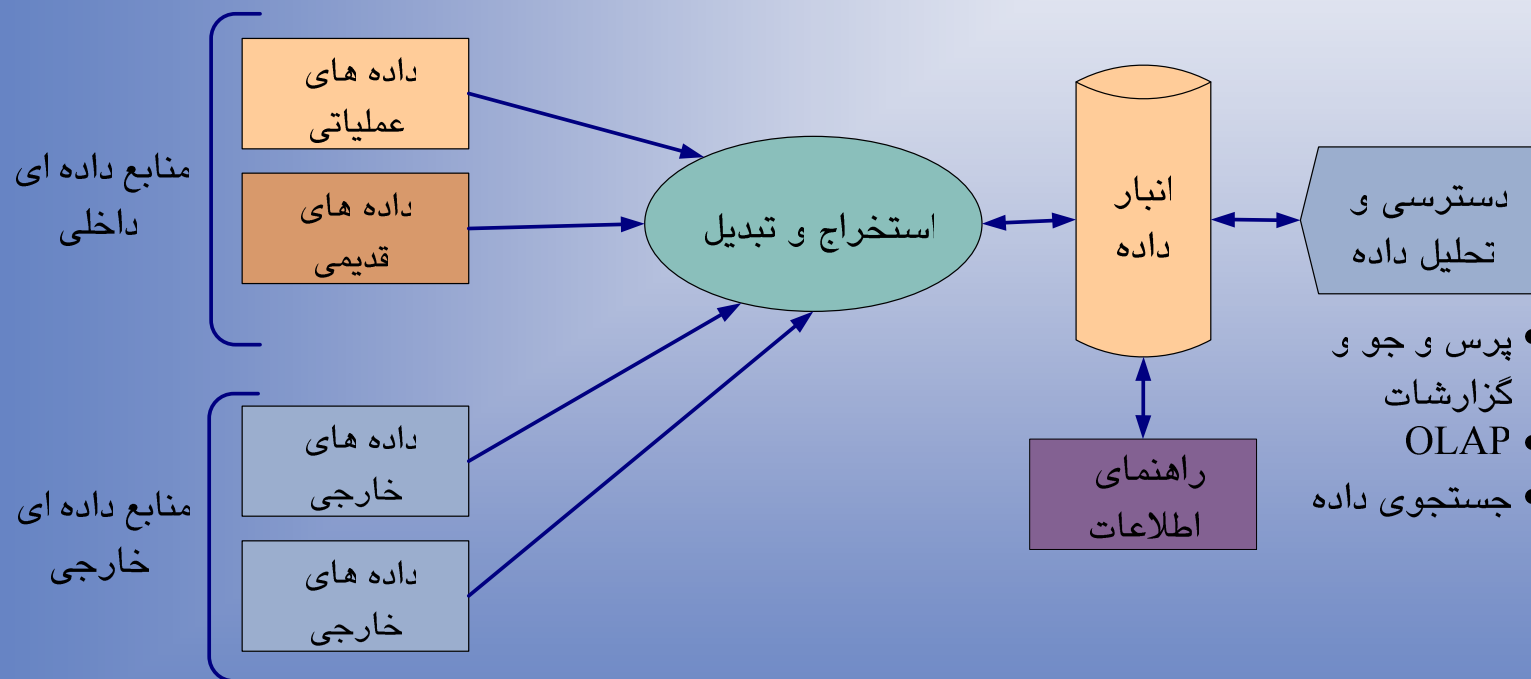 منابع داده ای
داخلی
داده های
عملیاتی
داده های
قدیمی
منابع داده ای
خارجی
داده های
خارجی
داده های
خارجی
استخراج و تبدیل
انبار
داده
راهنمای
اطلاعات
دسترسی و
تحلیل داده
• پرس و جو و
گزارشات
• OLAP
• جستجوی داده